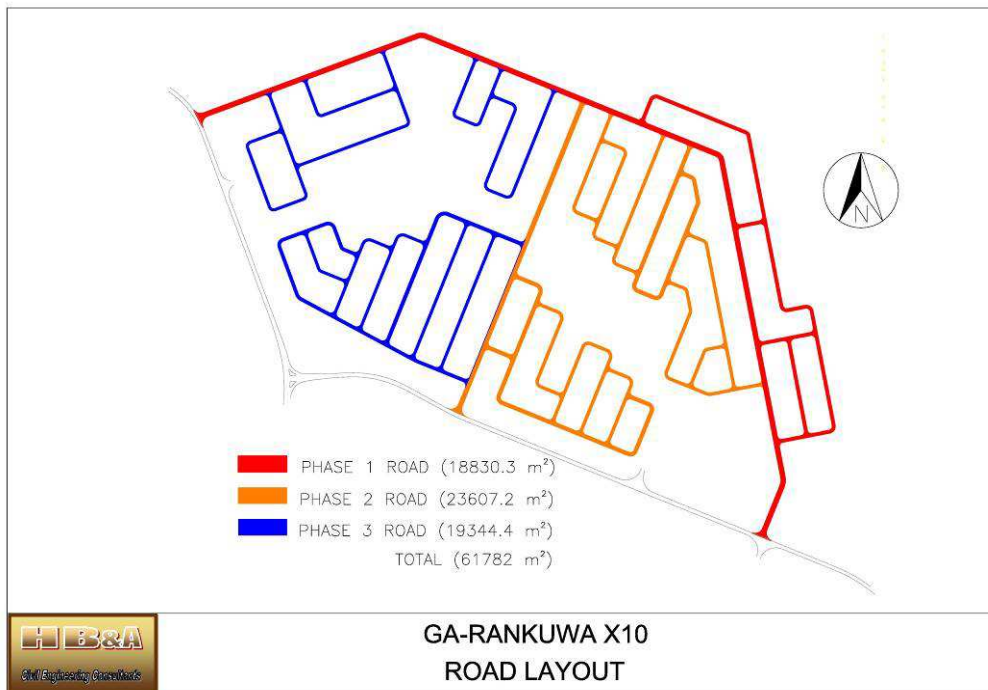 N
PHASE 1 ROAD (18830.3 m²)
PHASE 2 ROAD (23607.2 m²)
PHASE 3 ROAD (19344.4 m²)
TOTAL (61782 m²)
HB&A
Civil Engineering Consultants
GA-RANKUWA X10
ROAD LAYOUT